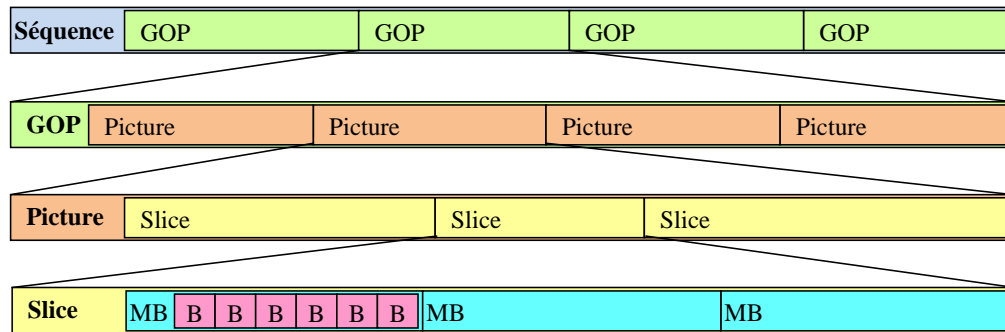 Séquence GOP GOP GOP GOP
GOP Picture Picture Picture Picture
Picture Slice Slice Slice
Slice MB B B B B B B MB MB